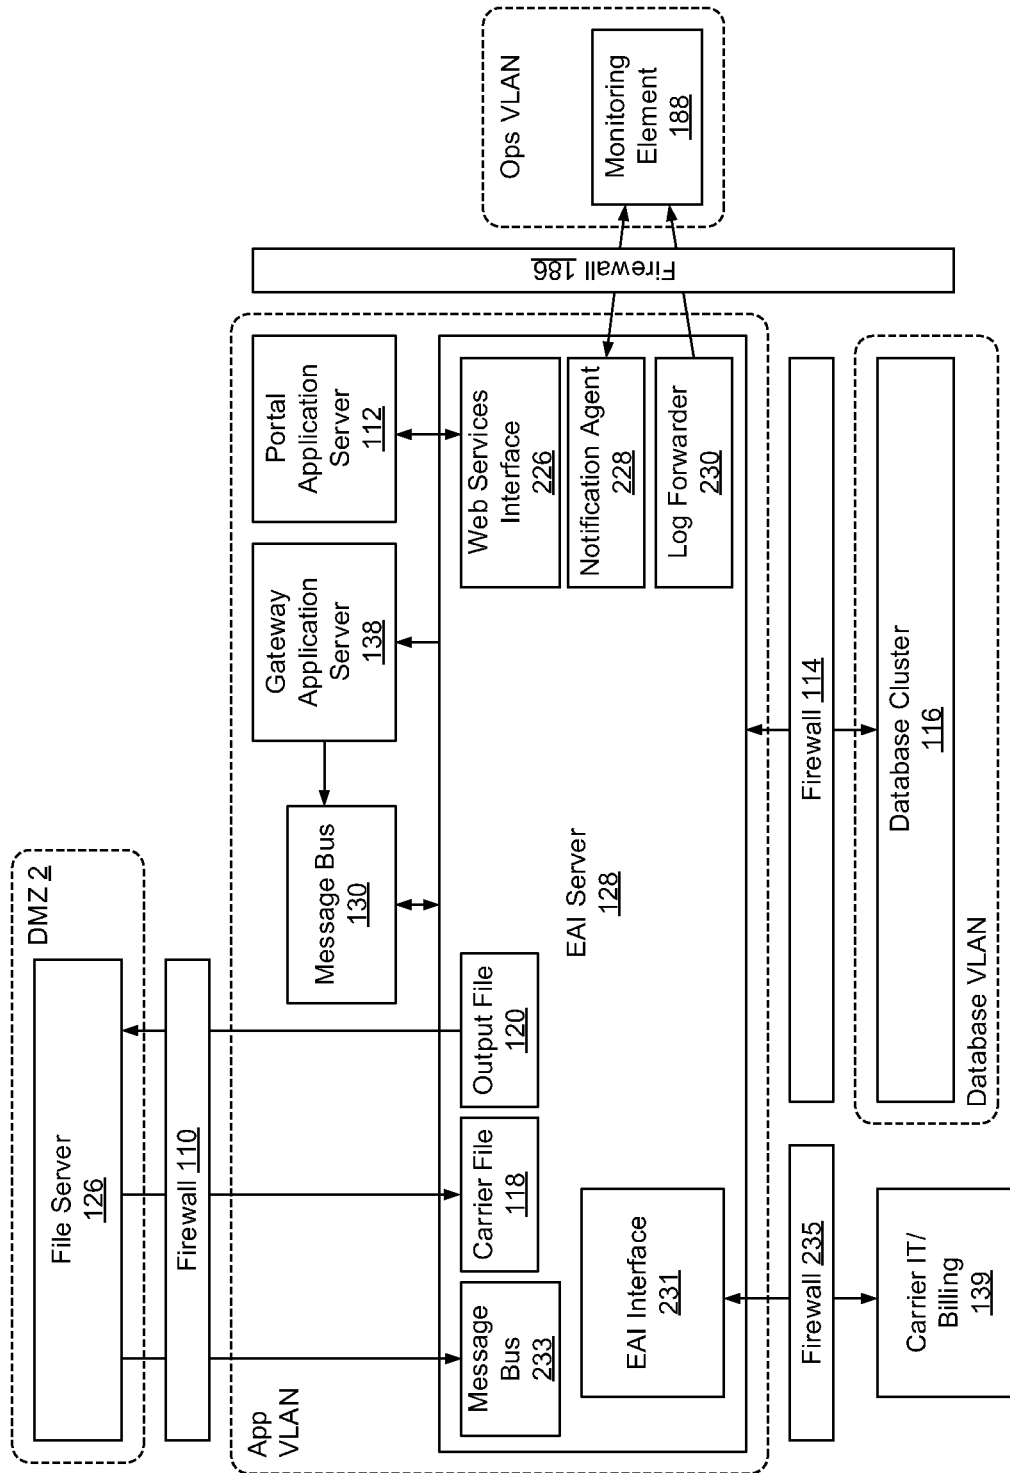 DMZ 2
File Server
126
Firewall 110
App
VLAN
Message Bus
130
Gateway
Application
Server
138
Portal
Application
Server
112
Message
Bus
233
Carrier File
118
Output File
120
Web Services
Interface
226
Notification Agent
228
Log Forwarder
230
EAI Interface
231
EAI Server
128
Firewall 186
Ops VLAN
Monitoring
Element
188
Firewall 235
Firewall 114
Carrier IT/
Billing
139
Database Cluster
116
Database VLAN